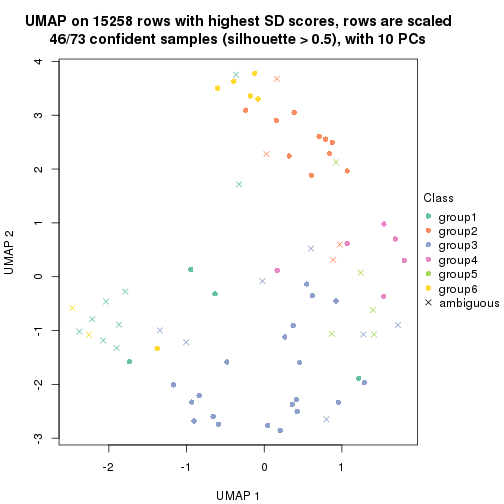 UMAP on 15258 rows with highest SD scores, rows are scaled
46/73 confident samples (silhouette > 0.5), with 10 PCs
4
3
2
1
0
-1
-2
-3
UMAP 2
-2
-1
0
1
UMAP 1
Class
group1
group2
group3
group4
group5
group6
ambiguous